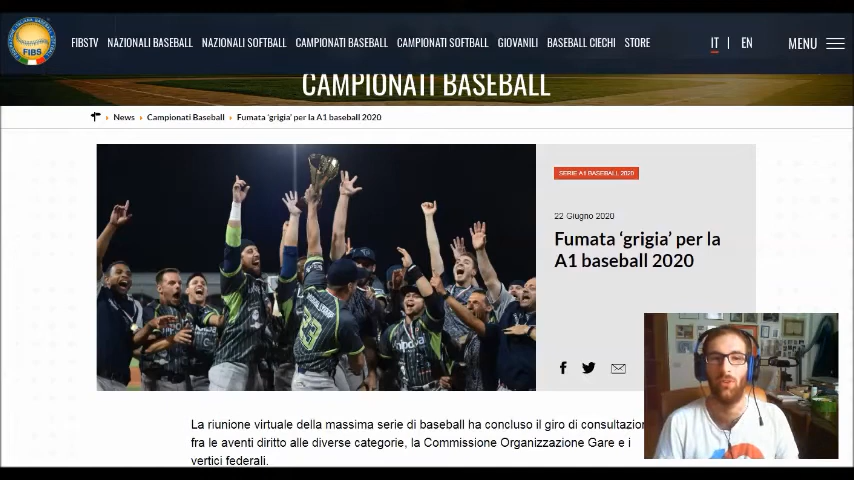 FIBS
FIBSTV NAZIONALI BASEBALL NAZIONALI SOFTBALL CAMPIONATI BASEBALL CAMPIONATI SOFTBALL GIOVANILI BASEBALL CIECHI STORE
IT | EN
MENU
CAMPIONATI BASEBALL
News Campionati Baseball Fumata ‘grigia’ per la A1 baseball 2020
SERIE A1 BASEBALL 2020
22 Giugno 2020
Fumata ‘grigia’ per la
A1 baseball 2020
23
La riunione virtuale della massima serie di baseball ha concluso il giro di
fra le aventi diritto alle diverse categorie, la Commissione Organizzazione Gare e i
vertici federali.